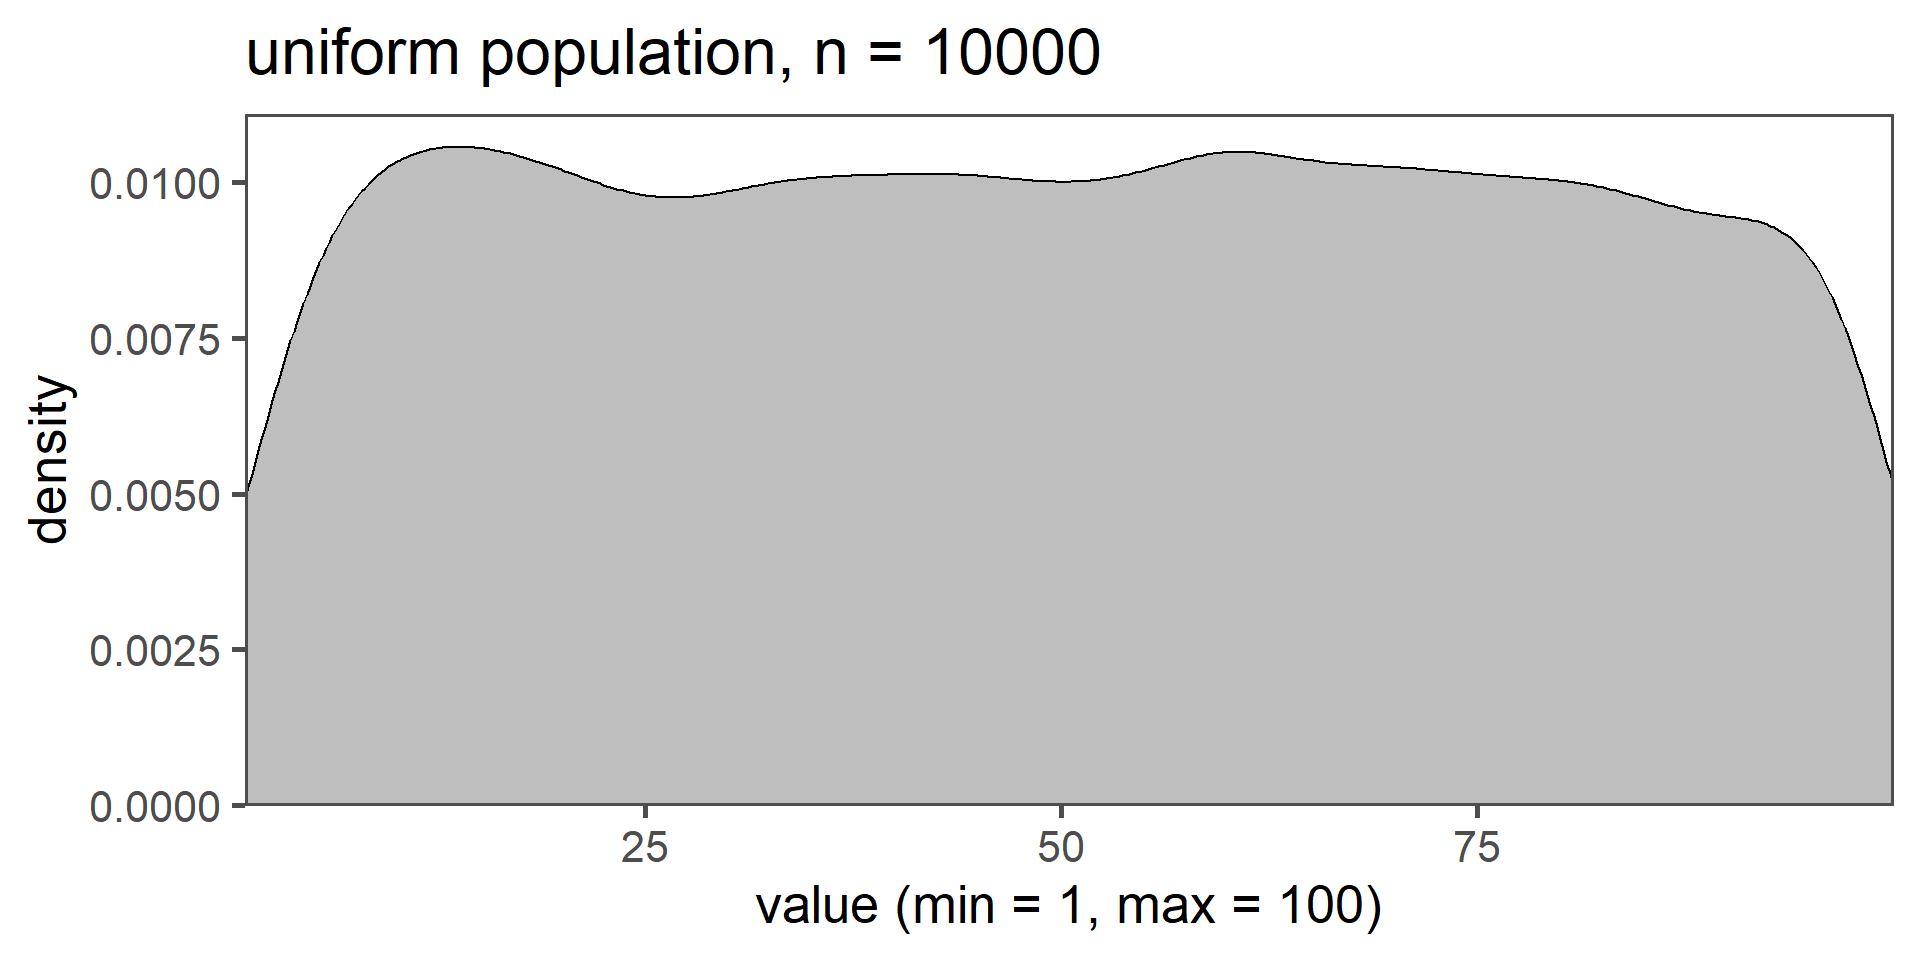 uniform population, n = 10000
0.0100
0.0075
0.0050
0.0025
0.0000
density
25 50 75
value (min = 1, max = 100)